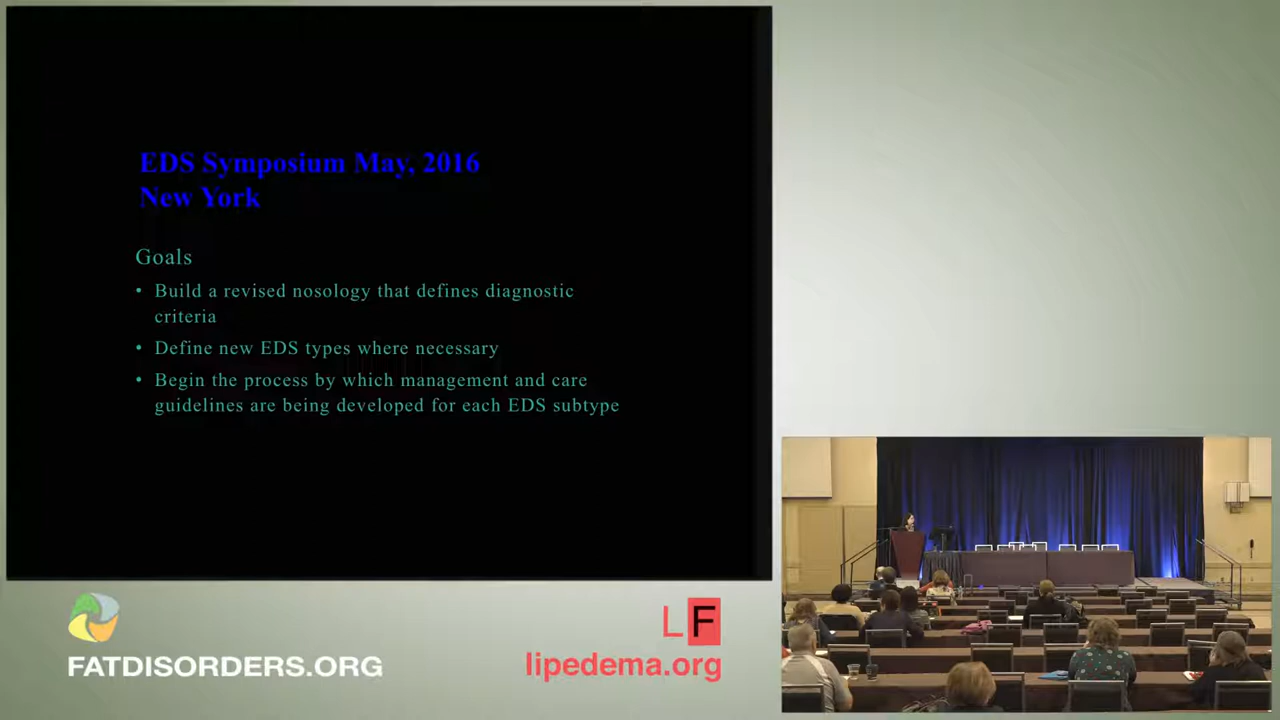 EDS Symposium May, 2016
New York
Goals
• Build a revised nosology that defines diagnostic
criteria
• Define new EDS types where necessary
• Begin the process by which management and care
guidelines are being developed for each EDS subtype
FATDISORDERS.ORG
LF
lipedema.org